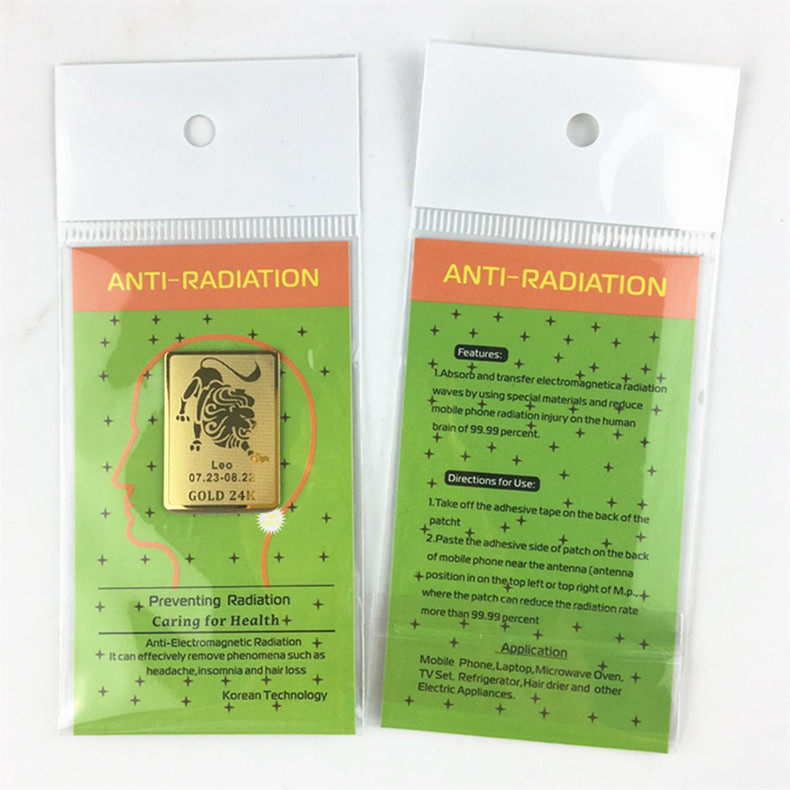 ANTI-RADIATION
Leo
07.23-08.22
GOLD 24K
Preventing Radiation
Caring for Health
Anti-Electromagnetic Radiation
It can effecively remove phenomena such as
headache,insomnia and hair loss
Korean Technology
ANTI-RADIATION
Features:
1.Absorb and transfer electromagnetica radiation
waves by using special materials and reduce
mobile phone radiation injury on the human
brain of 99.99 percent.
Directions for Use:
1.Take off the adhesive tape on the back of the
patcht
2.Paste the adhesive side of patch on the back
of mobile phone near the antenna (antenna
position in on the top left or top right of M.p.,
where the patch can reduce the radiation rate
more than 99.99 percent
Application
Mobile Phone,Laptop,Microwave Oven,
TV Set, Refrigerator,Hair drier and other
Electric Appliances.